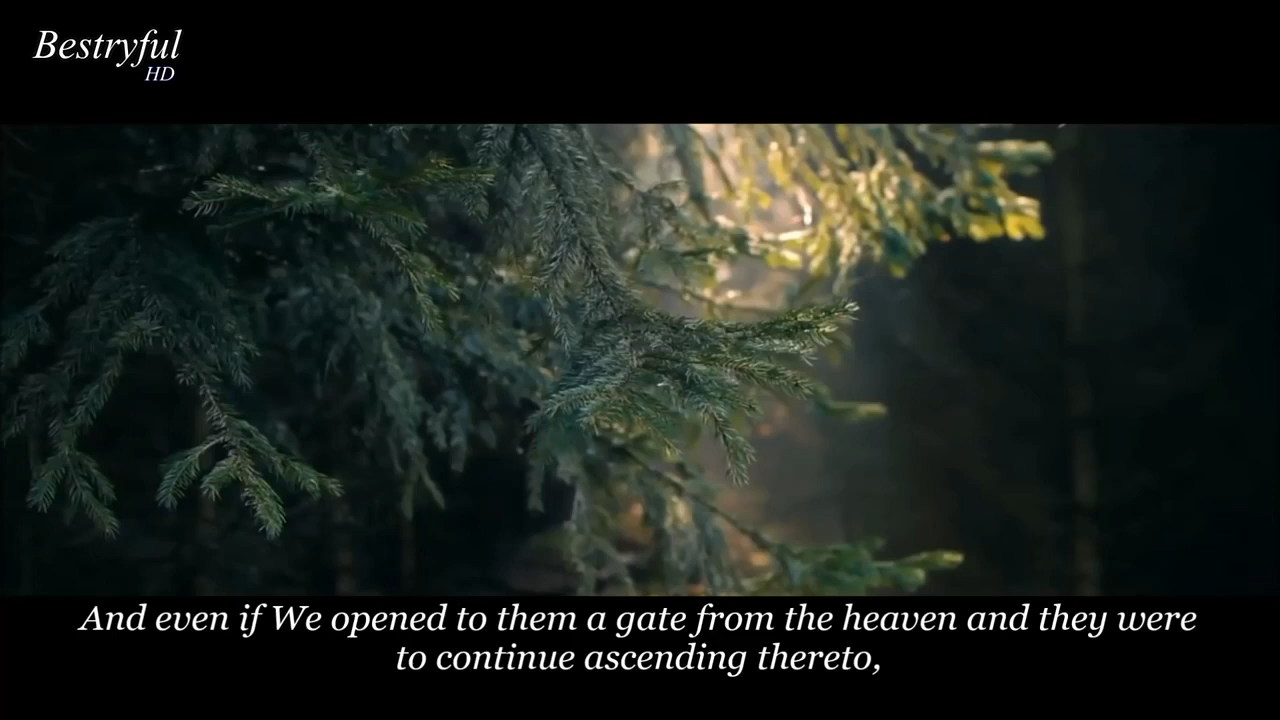 Bestryful
HD
And even if We opened to them a gate from the heaven and they were
to continue ascending thereto,